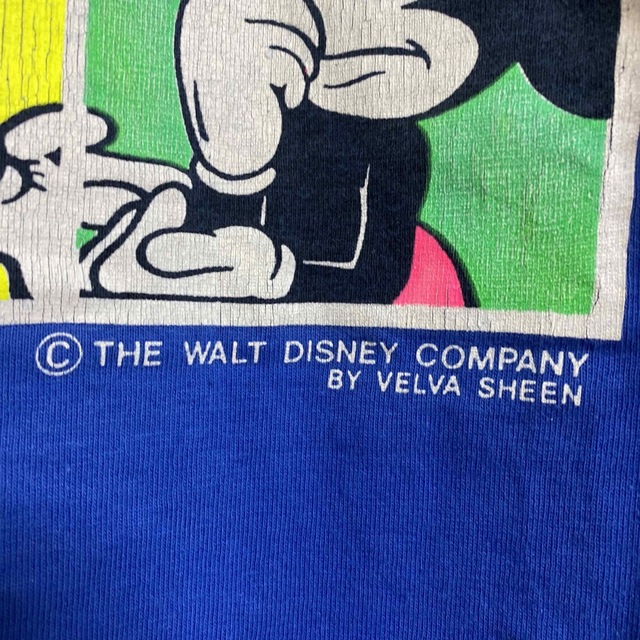 © THE WALT DISNEY COMPANY
BY VELVA SHEEN